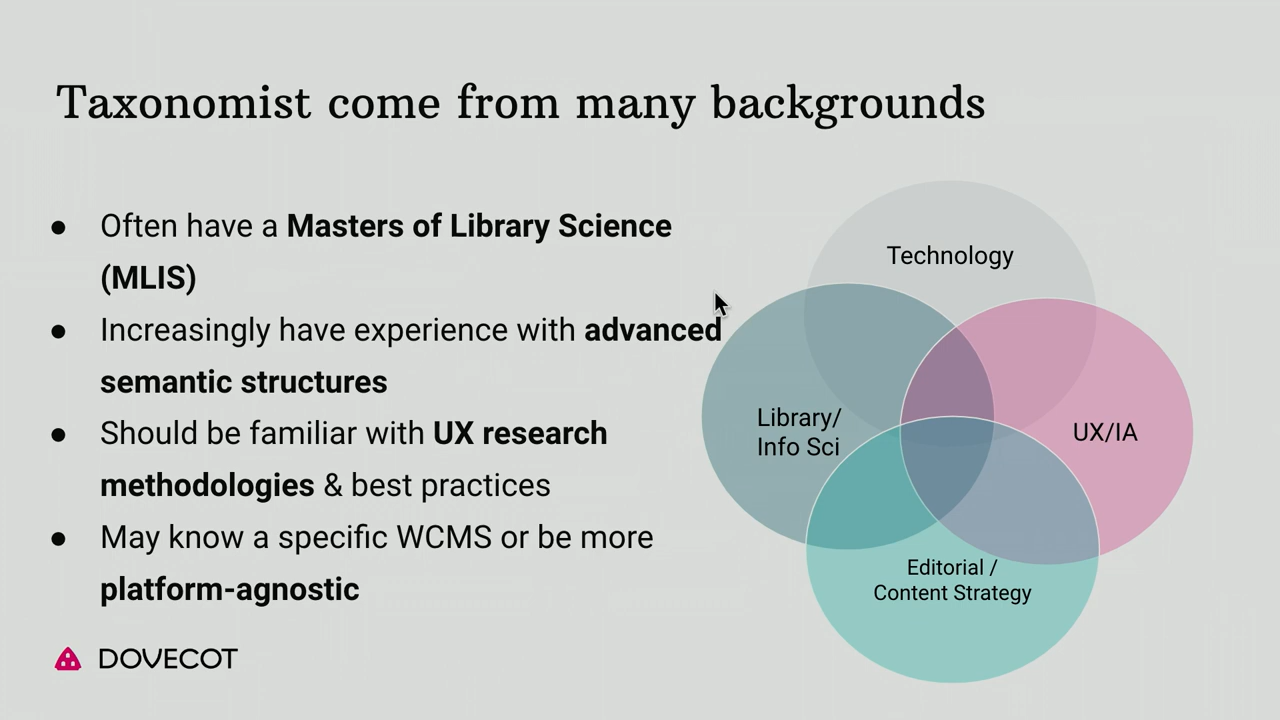 Taxonomist come from many backgrounds
● Often have a Masters of Library Science
(MLIS)
● Increasingly have experience with advanced
semantic structures
● Should be familiar with UX research
methodologies & best practices
● May know a specific WCMS or be more
platform-agnostic
Technology
Library/
Info Sci
UX/IA
Editorial /
Content Strategy
DOVECOT